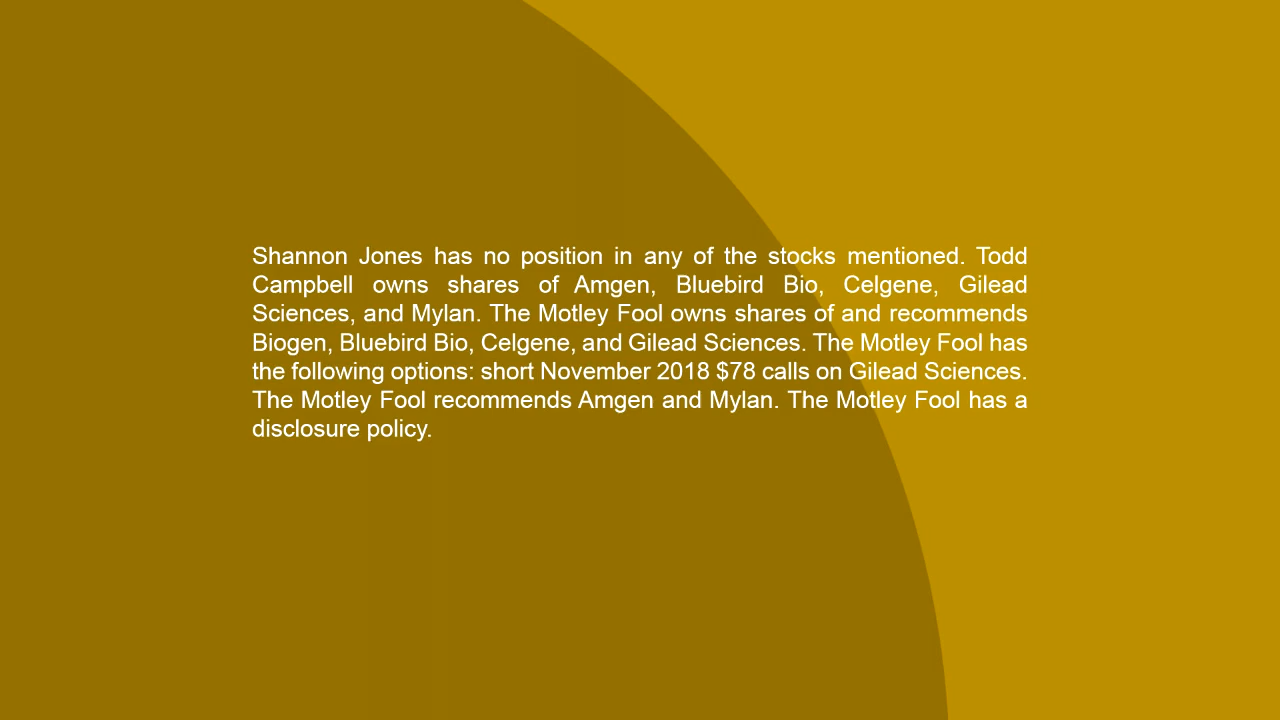 Shannon Jones has no position in any of the stocks mentioned. Todd
Campbell owns shares of Amgen, Bluebird Bio, Celgene, Gilead
Sciences, and Mylan. The Motley Fool owns shares of and recommends
Biogen, Bluebird Bio, Celgene, and Gilead Sciences. The Motley Fool has
the following options: short November 2018 $78 calls on Gilead Sciences.
The Motley Fool recommends Amgen and Mylan. The Motley Fool has a
disclosure policy.